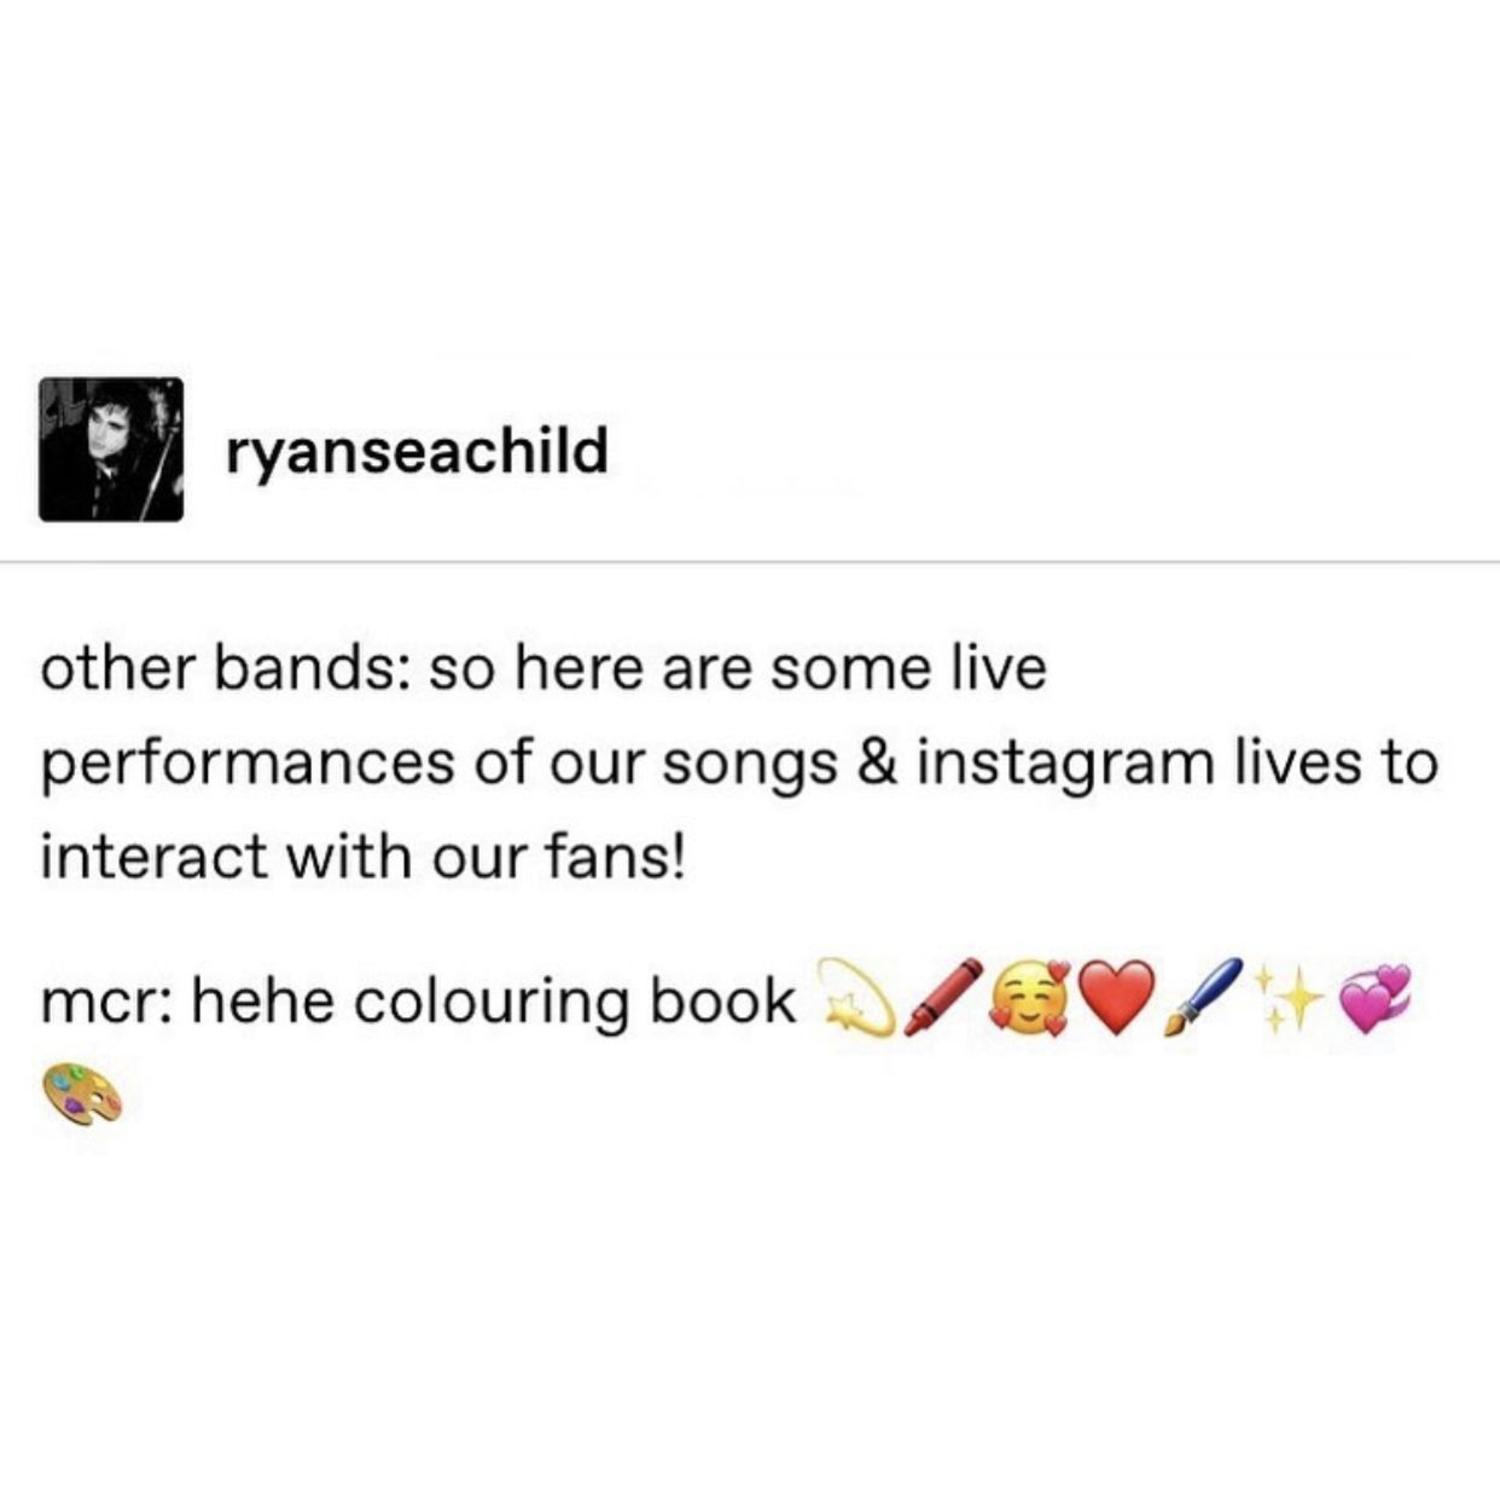 ryanseachild
other bands: so here are some live
performances of our songs & instagram lives to
interact with our fans!
mcr: hehe colouring book 💫🖍️🥰❤️🖌️✨💞
🎨